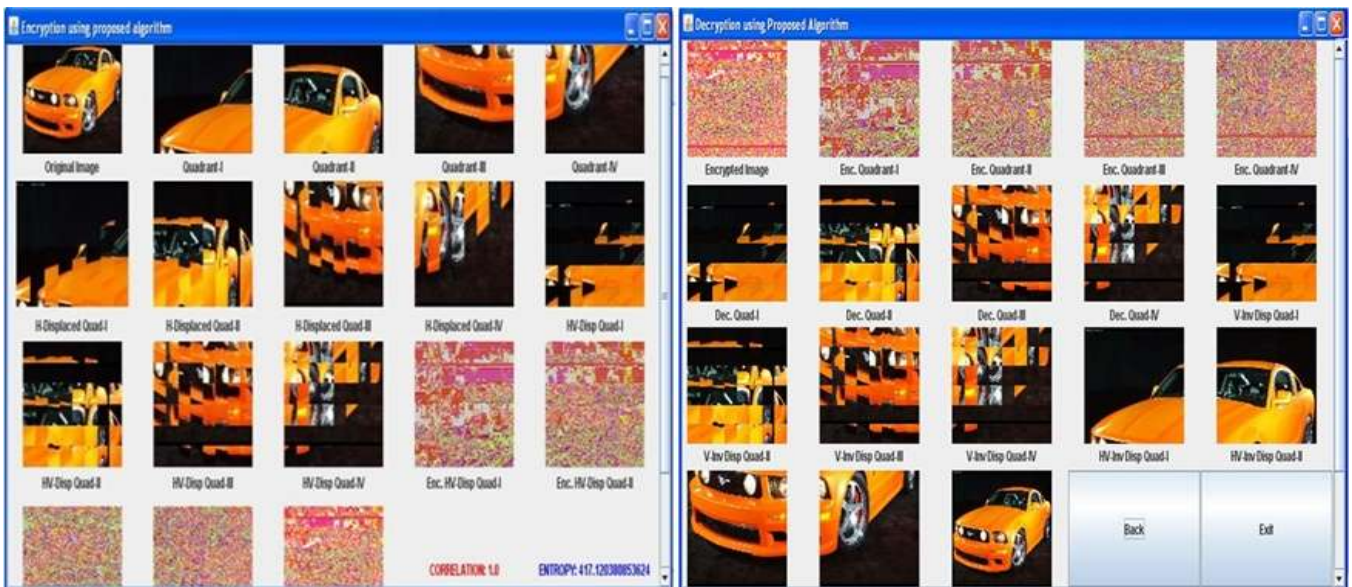 Encryption using proposed algorithm
Original Image Quadrant-I Quadrant-II Quadrant-III Quadrant-IV
H-Displaced Quad-I H-Displaced Quad-II H-Displaced Quad-III H-Displaced Quad-IV HV-Disp Quad-I
HV-Disp Quad-II HV-Disp Quad-III HV-Disp Quad-IV Enc. HV-Disp Quad-I Enc. HV-Disp Quad-II
CORRELATION: 1.0 ENTROPY: 417.120380853624
Decryption using Proposed Algorithm
Encrypted Image Enc. Quadrant-I Enc. Quadrant-II Enc. Quadrant-III Enc. Quadrant-IV
Dec. Quad-I Dec. Quad-II Dec. Quad-III Dec. Quad-IV V-Inv Disp Quad-I
V-Inv Disp Quad-II V-Inv Disp Quad-III V-Inv Disp Quad-IV HV-Inv Disp Quad-I HV-Inv Disp Quad-II
Back Exit